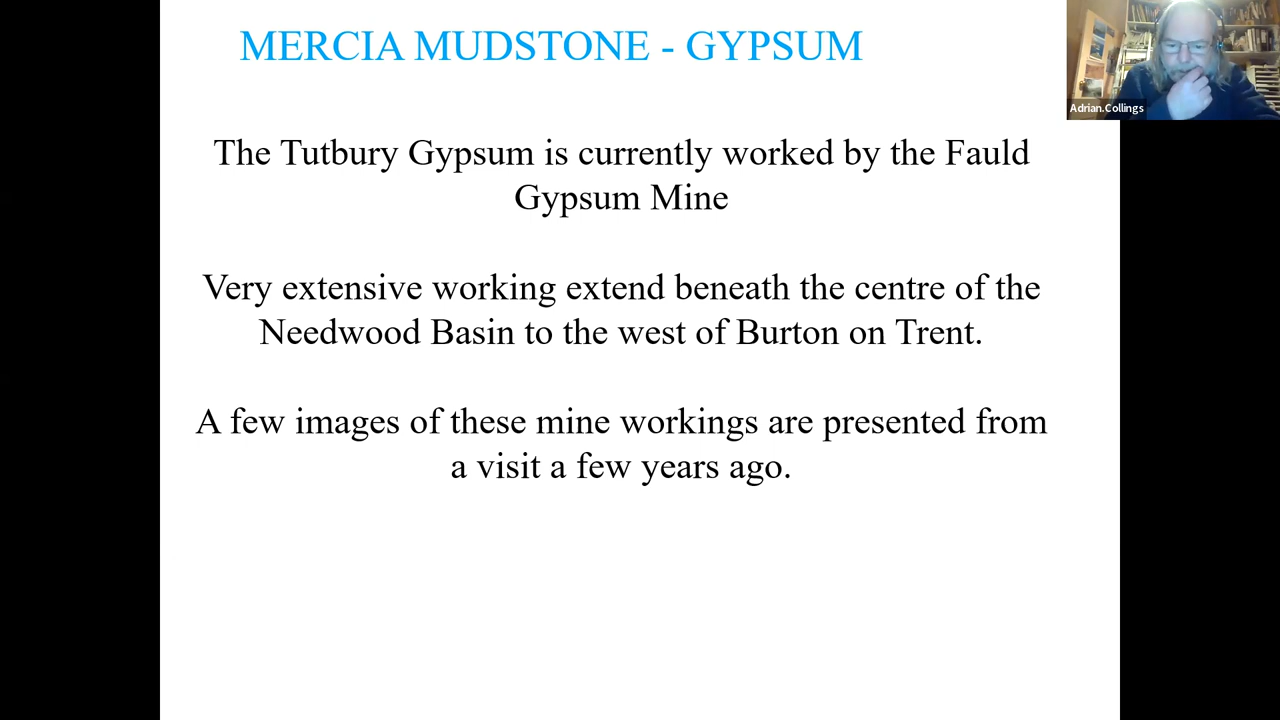 MERCIA MUDSTONE - GYPSUM
Adrian.Collings
The Tutbury Gypsum is currently worked by the Fauld
Gypsum Mine
Very extensive working extend beneath the centre of the
Needwood Basin to the west of Burton on Trent.
A few images of these mine workings are presented from
a visit a few years ago.